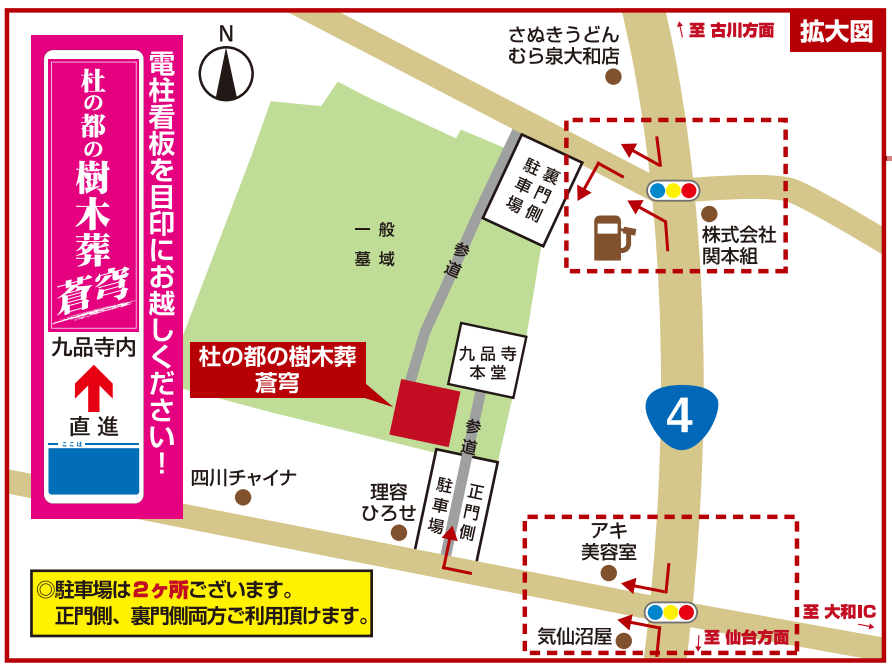 拡大図
至 古川方面
さぬきうどん
むら泉大和店
N
電柱看板を目印にお越しください！
杜の都の樹木葬
蒼穹
九品寺内
直進
ここは
裏門側
駐車場
一般
墓域
参道
株式会社
関本組
九品寺
本堂
杜の都の樹木葬
蒼穹
4
参道
四川チャイナ
理容
ひろせ
正門側
駐車場
アキ
美容室
気仙沼屋
至 仙台方面
至 大和IC
◎駐車場は２ヶ所ございます。
正門側、裏門側両方ご利用頂けます。